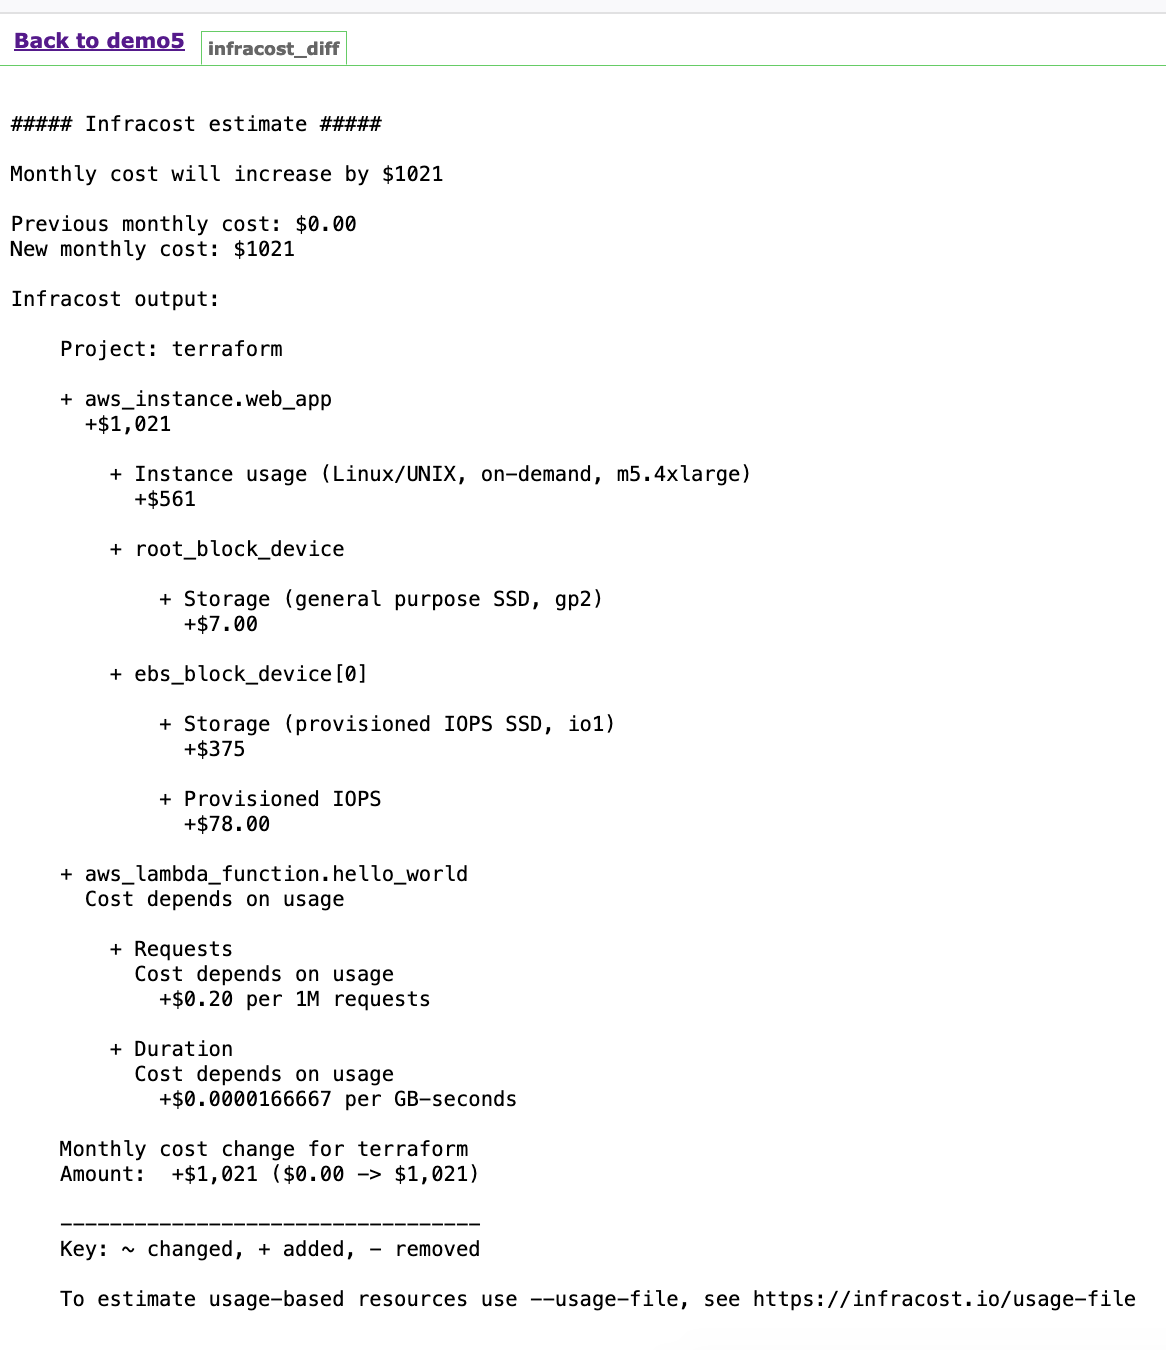 Back to demo5 infracost_diff
##### Infracost estimate #####
Monthly cost will increase by $1021
Previous monthly cost: $0.00
New monthly cost: $1021
Infracost output:
Project: terraform
+ aws_instance.web_app
+$1,021
+ Instance usage (Linux/UNIX, on-demand, m5.4xlarge)
+$561
+ root_block_device
+ Storage (general purpose SSD, gp2)
+$7.00
+ ebs_block_device[0]
+ Storage (provisioned IOPS SSD, io1)
+$375
+ Provisioned IOPS
+$78.00
+ aws_lambda_function.hello_world
Cost depends on usage
+ Requests
Cost depends on usage
+$0.20 per 1M requests
+ Duration
Cost depends on usage
+$0.0000166667 per GB-seconds
Monthly cost change for terraform
Amount:  +$1,021 ($0.00 -> $1,021)
----------------------------------
Key: ~ changed, + added, - removed
To estimate usage-based resources use --usage-file, see https://infracost.io/usage-file